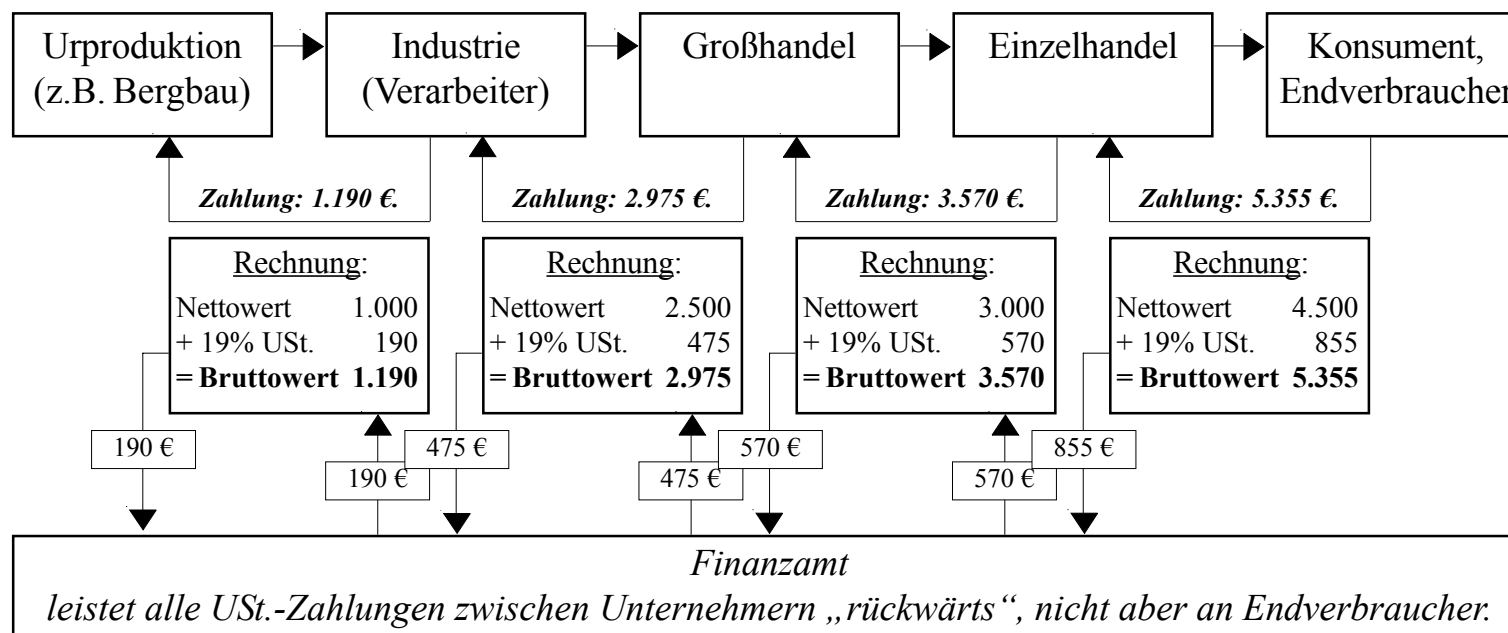 Urproduktion
(z.B. Bergbau)
Industrie
(Verarbeiter)
Großhandel
Einzelhandel
Konsument,
Endverbraucher
Zahlung: 1.190 €.
Zahlung: 2.975 €.
Zahlung: 3.570 €.
Zahlung: 5.355 €.
Rechnung:
Nettowert 1.000
+ 19% USt. 190
= Bruttowert 1.190
Rechnung:
Nettowert 2.500
+ 19% USt. 475
= Bruttowert 2.975
Rechnung:
Nettowert 3.000
+ 19% USt. 570
= Bruttowert 3.570
Rechnung:
Nettowert 4.500
+ 19% USt. 855
= Bruttowert 5.355
190 €
190 €
475 €
475 €
570 €
570 €
855 €
Finanzamt
leistet alle USt.-Zahlungen zwischen Unternehmern „rückwärts“, nicht aber an Endverbraucher.